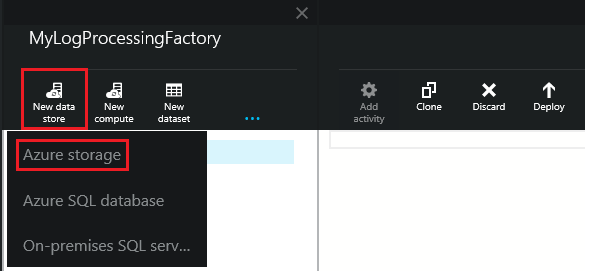 MyLogProcessingFactory
New data
store
New
compute
New
dataset
...
Add
activity
Clone
Discard
Deploy
Azure storage
Azure SQL database
On-premises SQL serv...